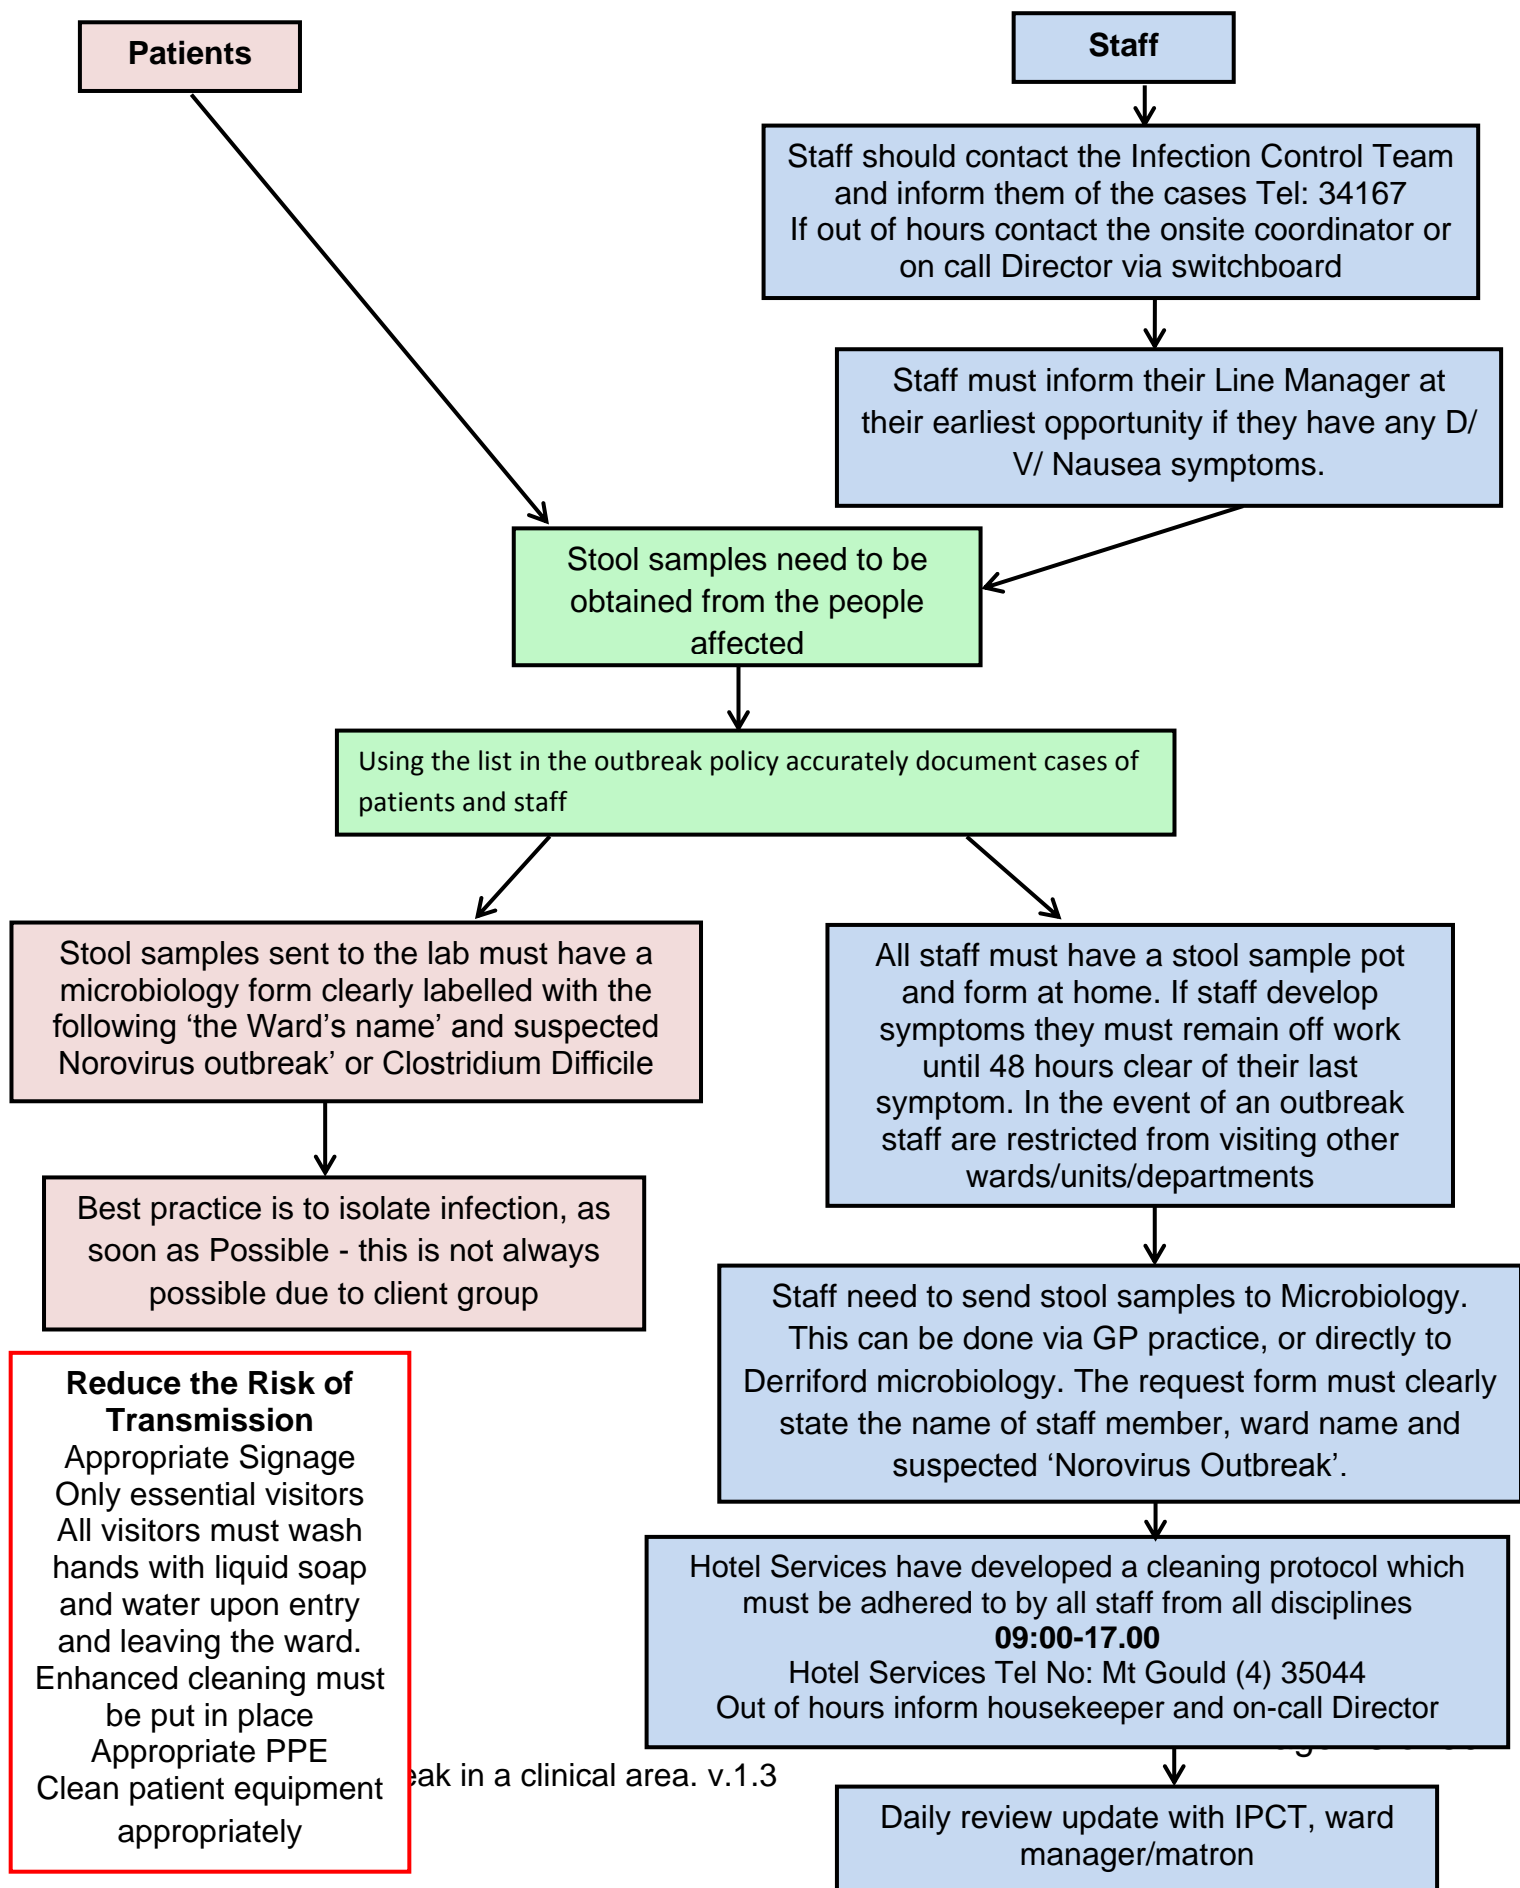 Patients
Staff
Staff should contact the Infection Control Team
and inform them of the cases Tel: 34167
If out of hours contact the onsite coordinator or
on call Director via switchboard
Staff must inform their Line Manager at
their earliest opportunity if they have any D/
V/ Nausea symptoms.
Stool samples need to be
obtained from the people
affected
Using the list in the outbreak policy accurately document cases of
patients and staff
Stool samples sent to the lab must have a
microbiology form clearly labelled with the
following ‘the Ward’s name’ and suspected
Norovirus outbreak’ or Clostridium Difficile
Best practice is to isolate infection, as
soon as Possible - this is not always
possible due to client group
Reduce the Risk of
Transmission
Appropriate Signage
Only essential visitors
All visitors must wash
hands with liquid soap
and water upon entry
and leaving the ward.
Enhanced cleaning must
be put in place
Appropriate PPE
Clean patient equipment
appropriately
All staff must have a stool sample pot
and form at home. If staff develop
symptoms they must remain off work
until 48 hours clear of their last
symptom. In the event of an outbreak
staff are restricted from visiting other
wards/units/departments
Staff need to send stool samples to Microbiology.
This can be done via GP practice, or directly to
Derriford microbiology. The request form must clearly
state the name of staff member, ward name and
suspected ‘Norovirus Outbreak’.
Hotel Services have developed a cleaning protocol which
must be adhered to by all staff from all disciplines
09:00-17.00
Hotel Services Tel No: Mt Gould (4) 35044
Out of hours inform housekeeper and on-call Director
in a clinical area. v.1.3
Daily review update with IPCT, ward
manager/matron